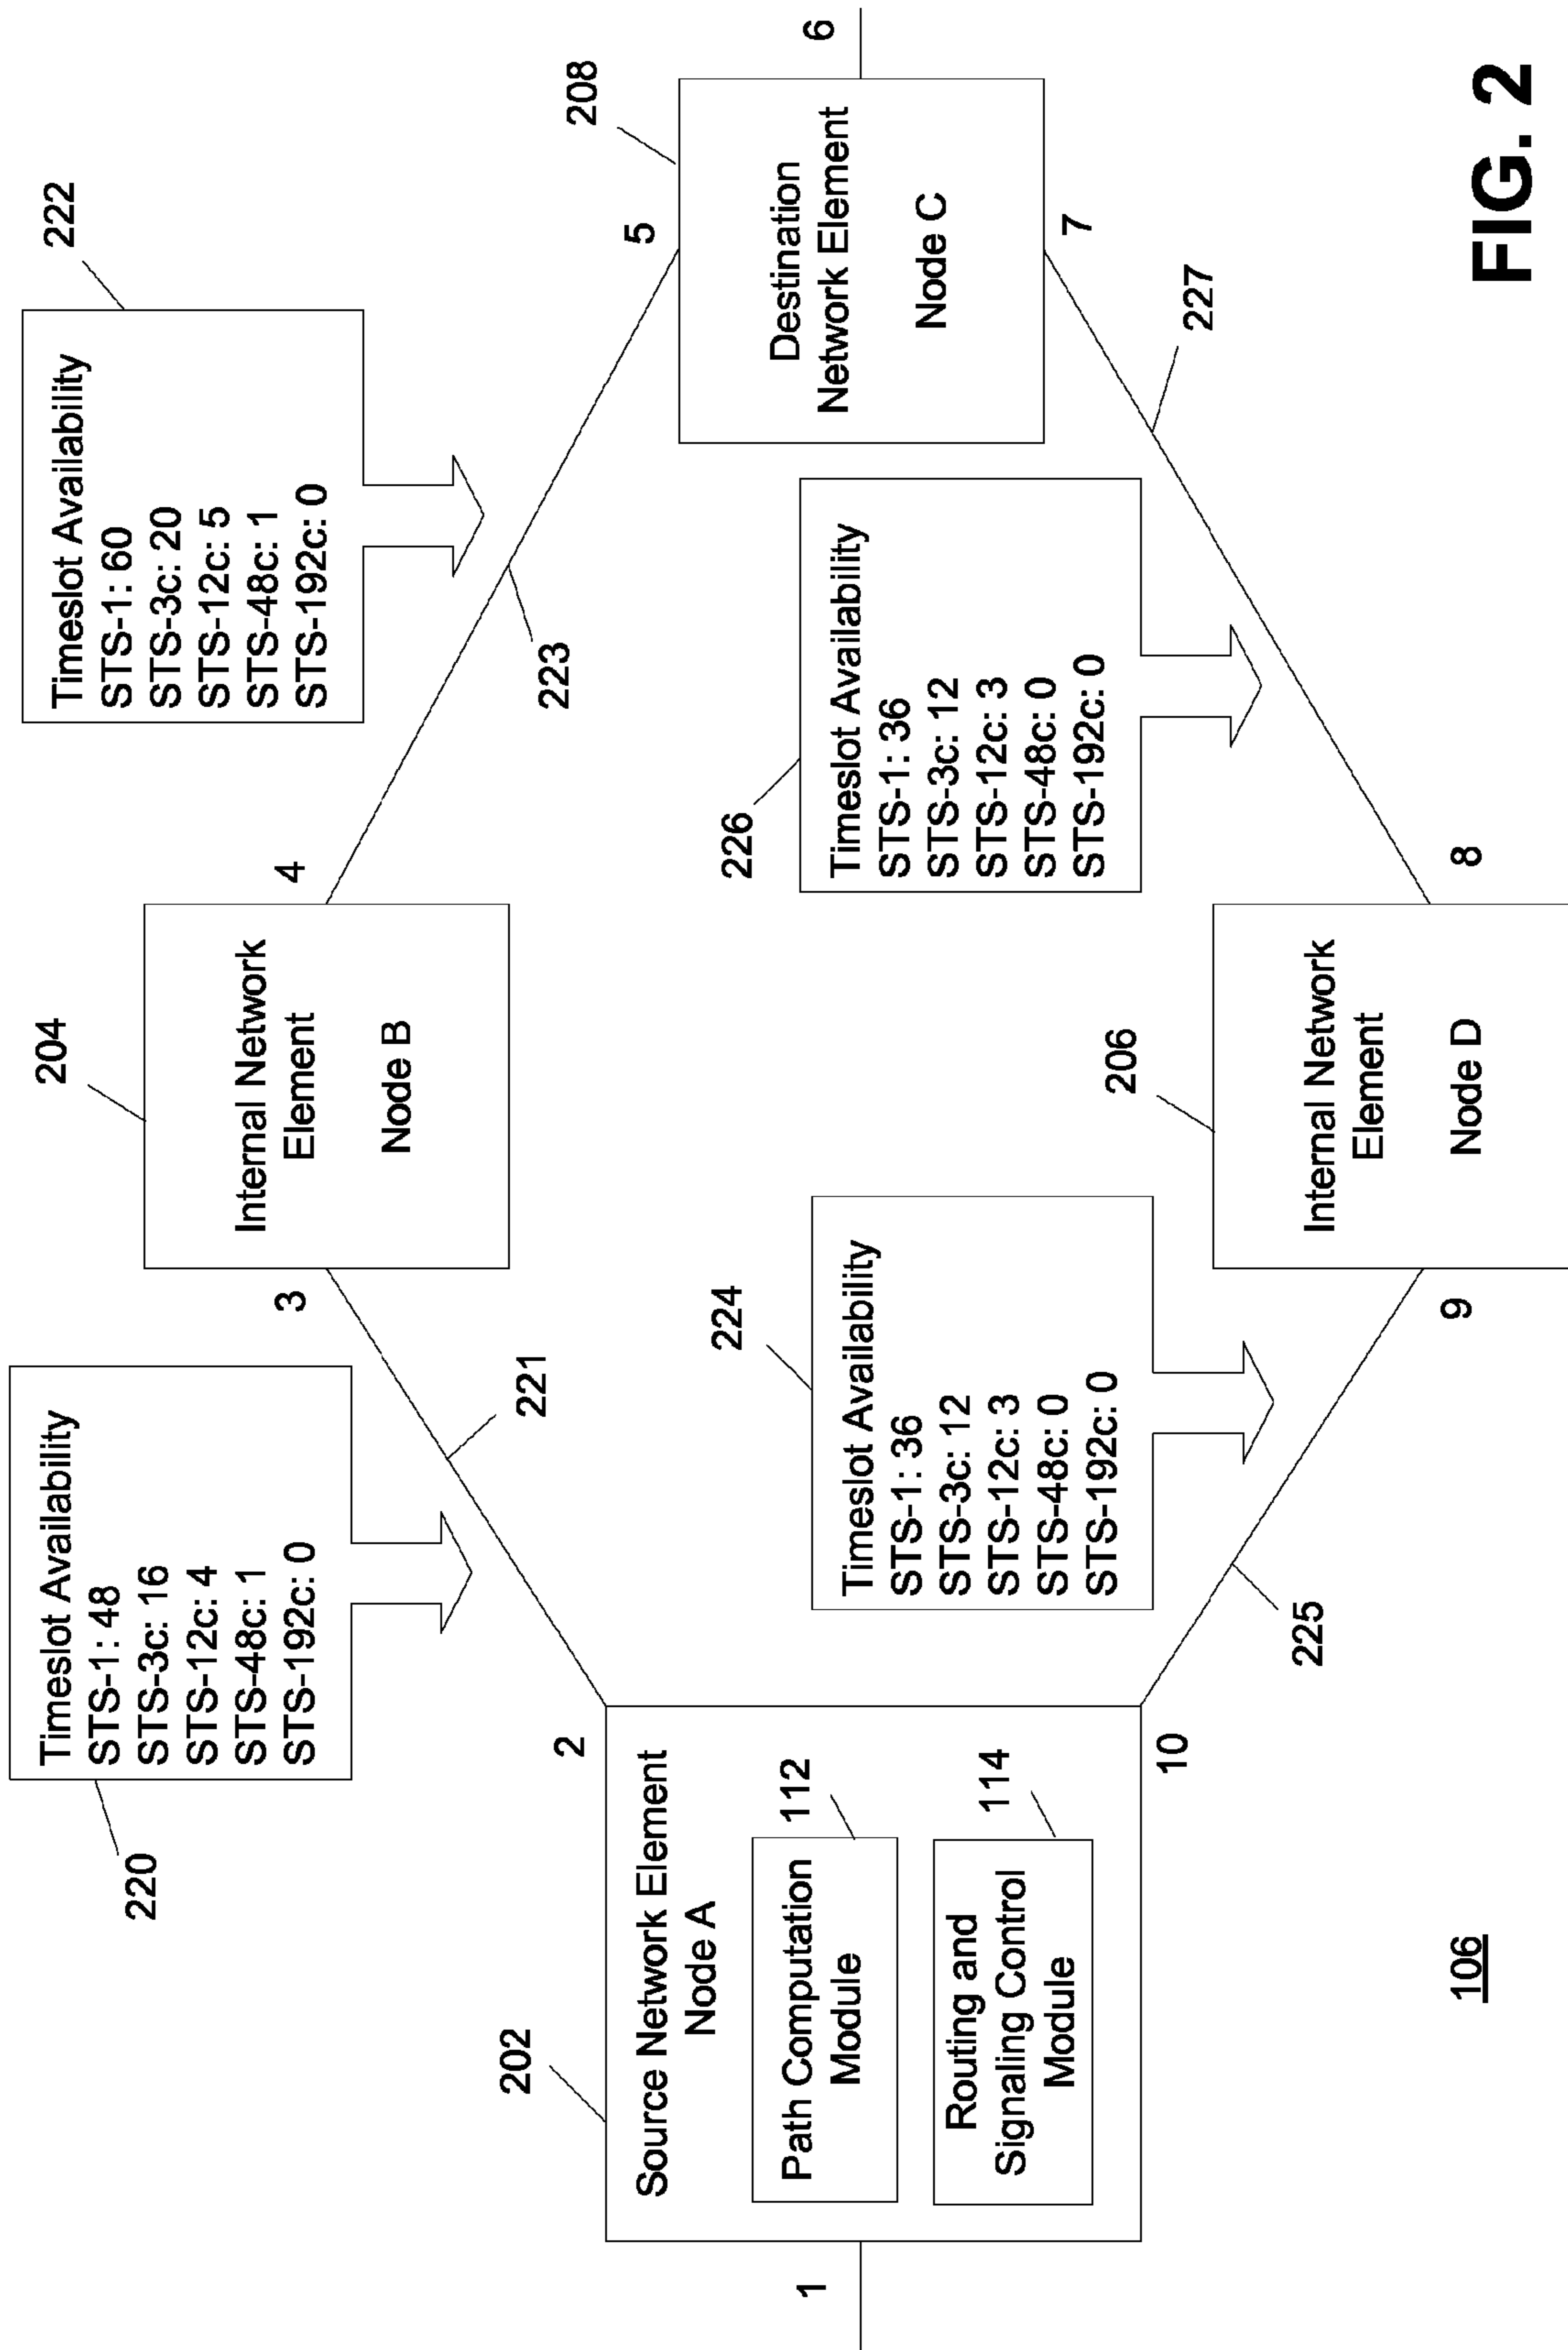 220
Timeslot Availability
STS-1: 48
STS-3c: 16
STS-12c: 4
STS-48c: 1
STS-192c: 0
204
222
Timeslot Availability
STS-1: 60
STS-3c: 20
STS-12c: 5
STS-48c: 1
STS-192c: 0
3
Internal Network
Element
Node B
4
221
223
202
2
5
208
1
Source Network Element
Node A
Path Computation
Module
112
Routing and
Signaling Control
Module
114
10
224
Timeslot Availability
STS-1: 36
STS-3c: 12
STS-12c: 3
STS-48c: 0
STS-192c: 0
226
Timeslot Availability
STS-1: 36
STS-3c: 12
STS-12c: 3
STS-48c: 0
STS-192c: 0
Destination
Network Element
Node C
6
7
206
227
225
9
Internal Network
Element
Node D
8
106
FIG. 2